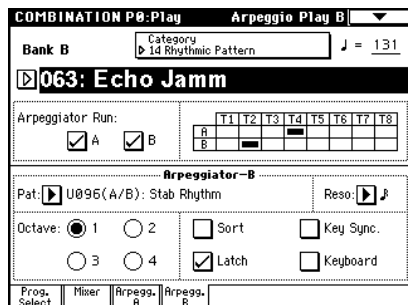 COMBINATION P0:Play Arpeggio Play B
Bank B
Category
14 Rhythmic Pattern
♩ = 131
063: Echo Jamm
Arpeggiator Run:
A B
T1 T2 T3 T4 T5 T6 T7 T8
A
B
Arpeggiator-B
Pat: U096(A/B): Stab Rhythm Reso: ♪
Octave: 1 2 Sort Key Sync.
3 4 Latch Keyboard
Prog. Select Mixer Arpegg. A Arpegg. B